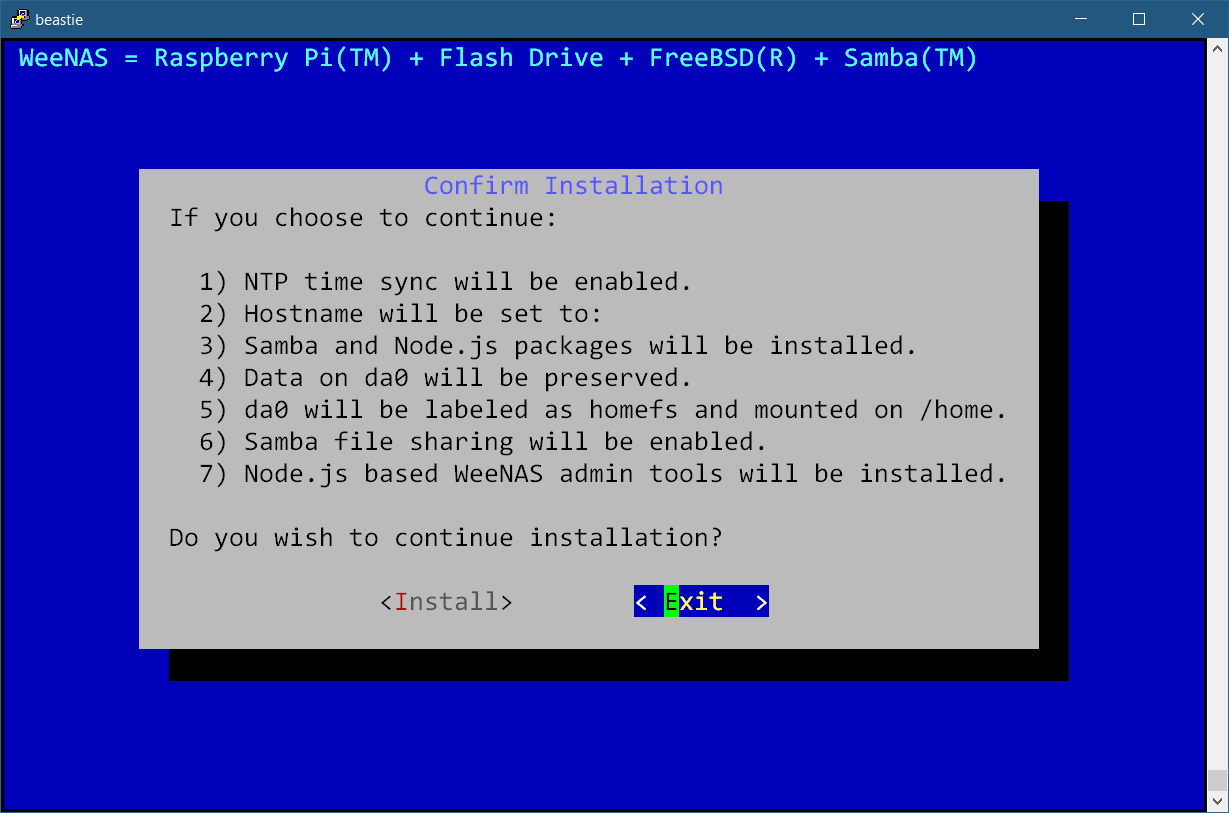 beastie
WeeNAS = Raspberry Pi(TM) + Flash Drive + FreeBSD(R) + Samba(TM)
Confirm Installation
If you choose to continue:
1) NTP time sync will be enabled.
2) Hostname will be set to:
3) Samba and Node.js packages will be installed.
4) Data on da0 will be preserved.
5) da0 will be labeled as homefs and mounted on /home.
6) Samba file sharing will be enabled.
7) Node.js based WeeNAS admin tools will be installed.
Do you wish to continue installation?
<Install> < Exit >